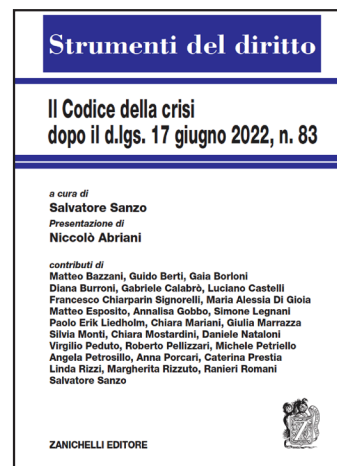 Strumenti del diritto
Il Codice della crisi
dopo il d.lgs. 17 giugno 2022, n. 83
a cura di
Salvatore Sanzo
Presentazione di
Niccolò Abriani
contributi di
Matteo Bazzani, Guido Berti, Gaia Borloni
Diana Burroni, Gabriele Calabrò, Luciano Castelli
Francesco Chiarparin Signorelli, Maria Alessia Di Gioia
Matteo Esposito, Annalisa Gobbo, Simone Legnani
Paolo Erik Liedholm, Chiara Mariani, Giulia Marrazza
Silvia Monti, Chiara Mostardini, Daniele Nataloni
Virgilio Peduto, Roberto Pellizzari, Michele Petriello
Angela Petrosillo, Anna Porcari, Caterina Prestia
Linda Rizzi, Margherita Rizzuto, Ranieri Romani
Salvatore Sanzo
ZANICHELLI EDITORE